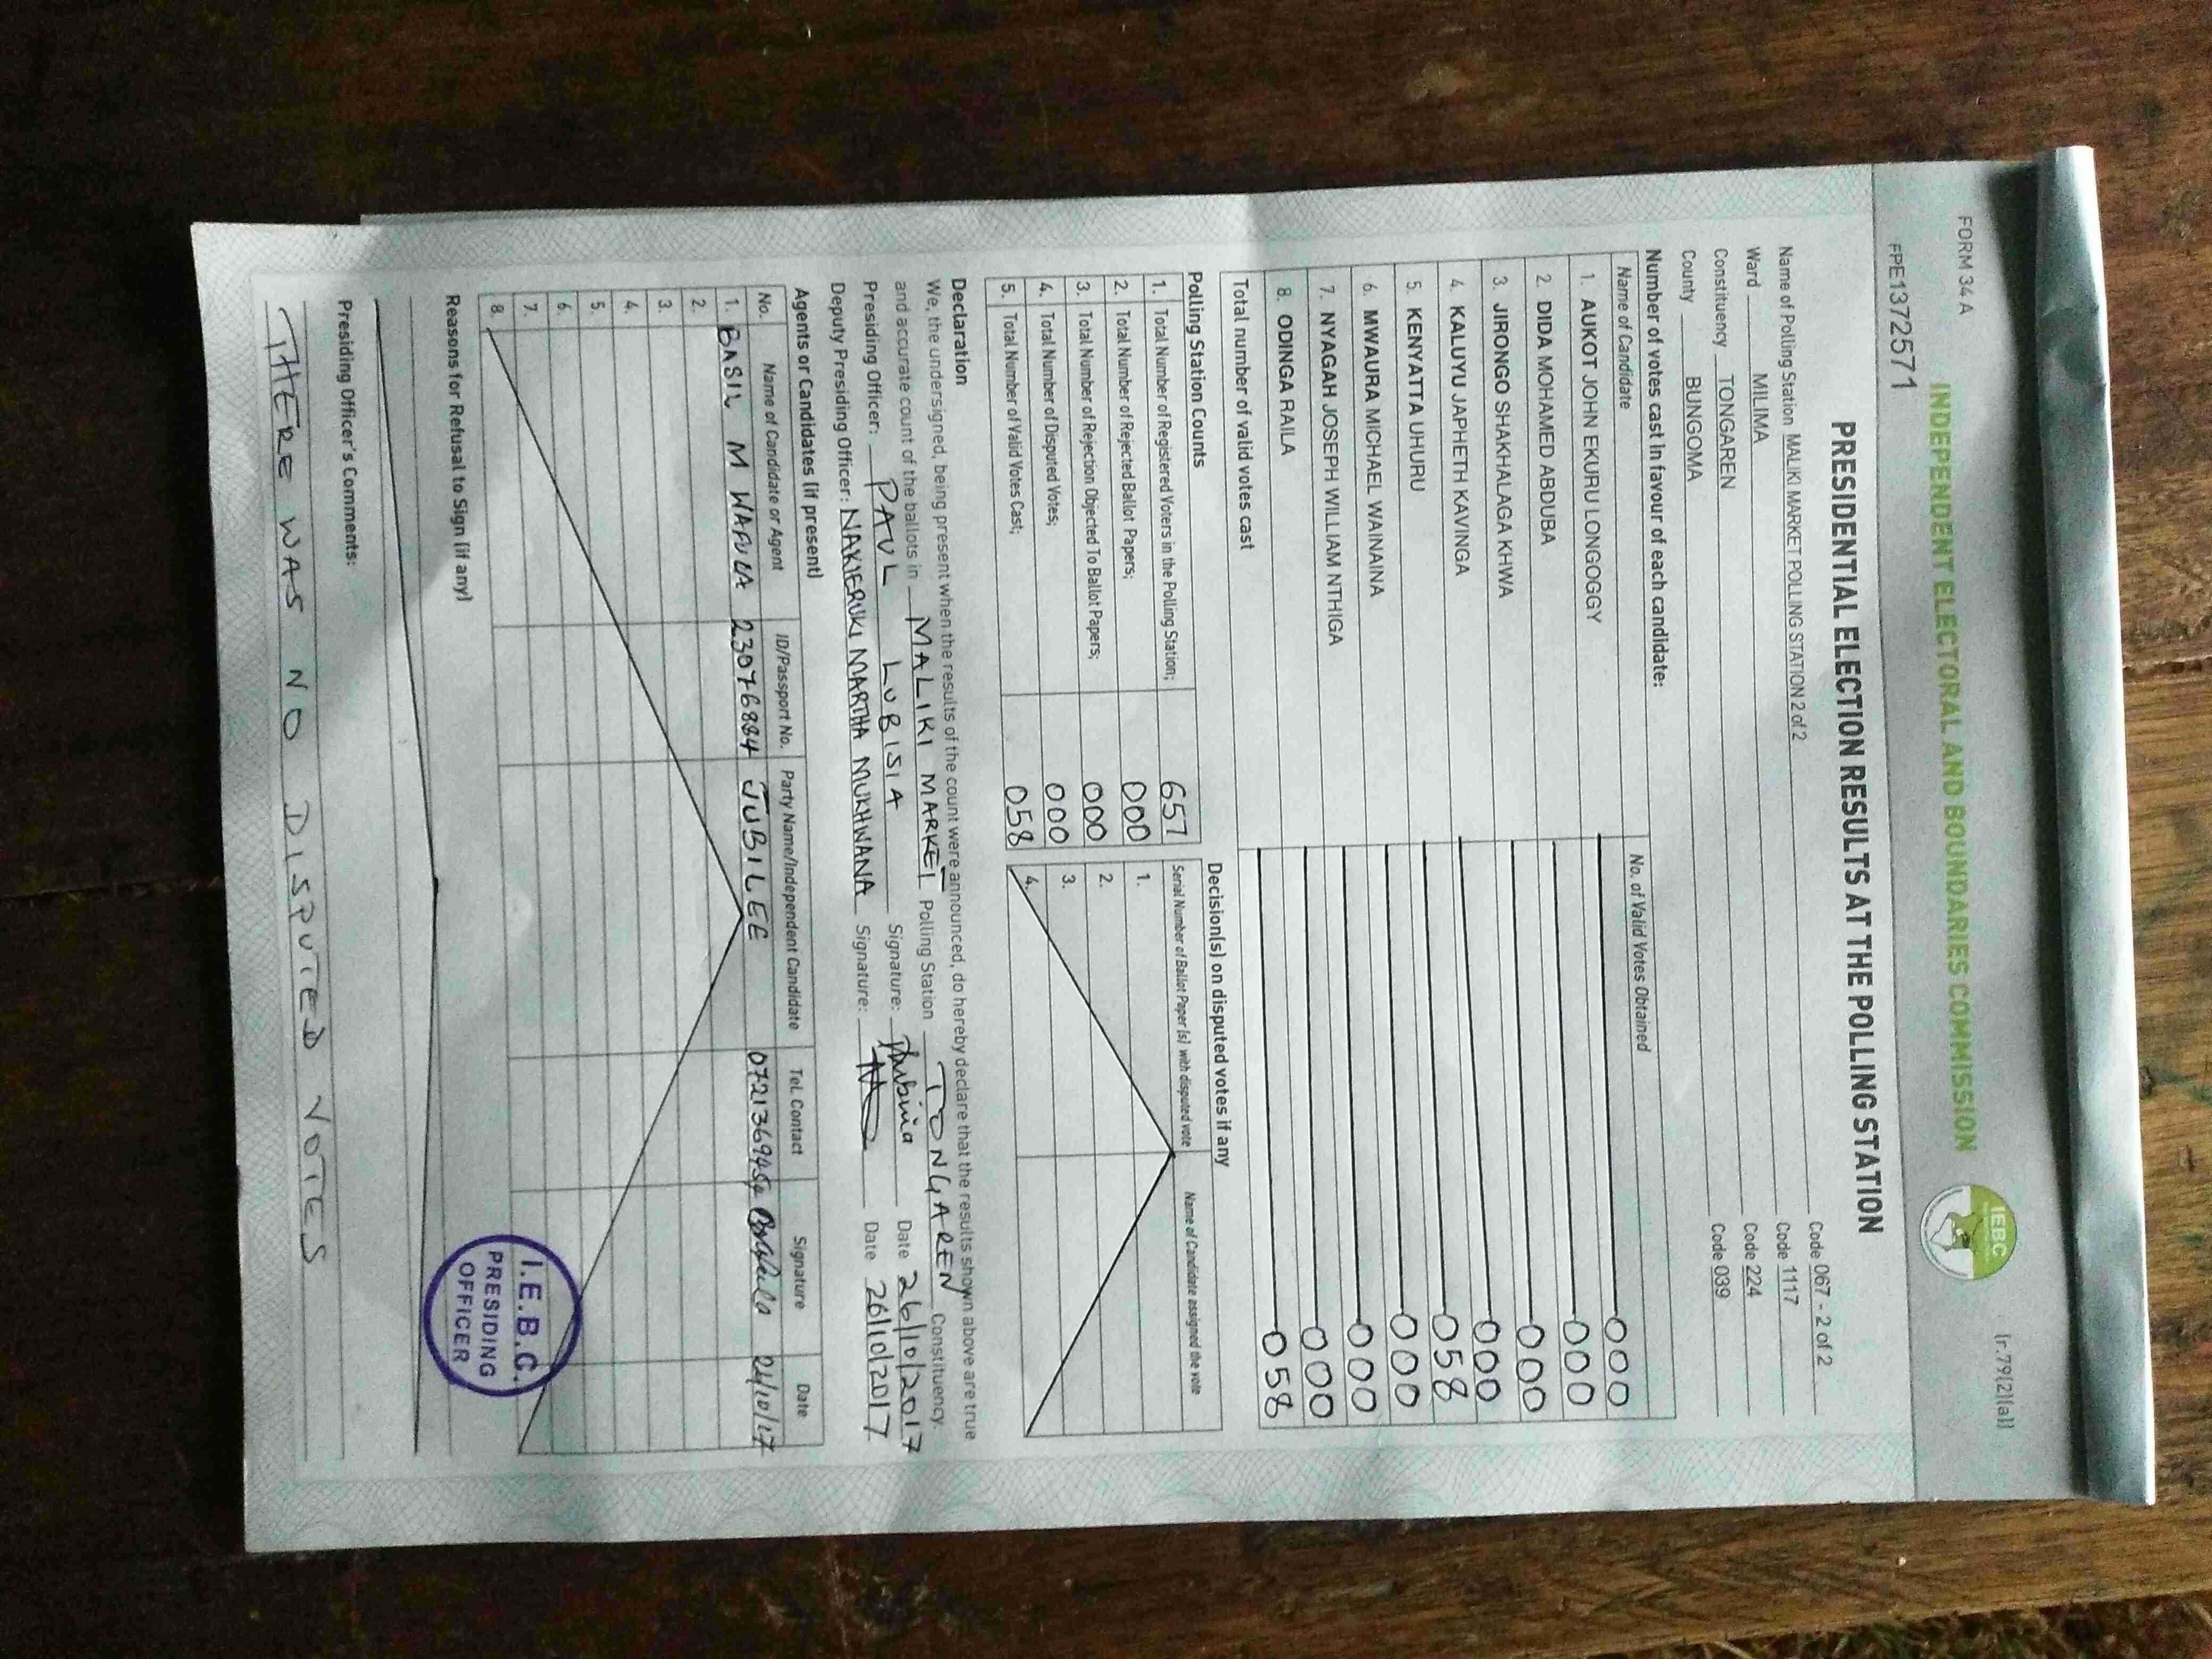 FORM 34 A
(r.79(2)(a))
INDEPENDENT ELECTORAL AND BOUNDARIES COMMISSION
IEBC
FPE1372571
PRESIDENTIAL ELECTION RESULTS AT THE POLLING STATION
Name of Polling Station MALIKI MARKET POLLING STATION 2 of 2 Code 067 - 2 of 2
Ward MILIMA Code 1117
Constituency TONGAREN Code 224
County BUNGOMA Code 039
Number of votes cast in favour of each candidate:
Name of Candidate No. of Valid Votes Obtained
1. AUKOT JOHN EKURU LONGOGGY 000
2. DIDA MOHAMED ABDUBA 000
3. JIRONGO SHAKHALAGA KHWA 000
4. KALUYU JAPHETH KAVINGA 000
5. KENYATTA UHURU 058
6. MWAURA MICHAEL WAINAINA 000
7. NYAGAH JOSEPH WILLIAM NTHIGA 000
8. ODINGA RAILA 000
Total number of valid votes cast 058
Polling Station Counts Decision(s) on disputed votes if any
Serial Number of Ballot Paper (s) with disputed vote Name of Candidate assigned the vote
1. Total Number of Registered Voters in the Polling Station; 657 1.
2. Total Number of Rejected Ballot Papers; 000 2.
3. Total Number of Rejection Objected To Ballot Papers; 000 3.
4. Total Number of Disputed Votes; 000 4.
5. Total Number of Valid Votes Cast; 058
Declaration
We, the undersigned, being present when the results of the count were announced, do hereby declare that the results shown above are true
and accurate count of the ballots in MALIKI MARKET Polling Station TONGAREN Constituency.
Presiding Officer: PAUL LUBISIA Signature: Date 26/10/2017
Deputy Presiding Officer: NAKIERUKI MARTHA MUKHWANA Signature: Date 26/10/2017
Agents or Candidates (if present)
No. Name of Candidate or Agent ID/Passport No. Party Name/Independent Candidate Tel. Contact Signature Date
1. BASIL M WAFULA 23076884 JUBILEE
2.
3.
4.
5.
6.
7.
8.
I.E.B.C.
PRESIDING
OFFICER
Reasons for Refusal to Sign (if any)
Presiding Officer's Comments:
THERE WAS NO DISPUTED VOTES